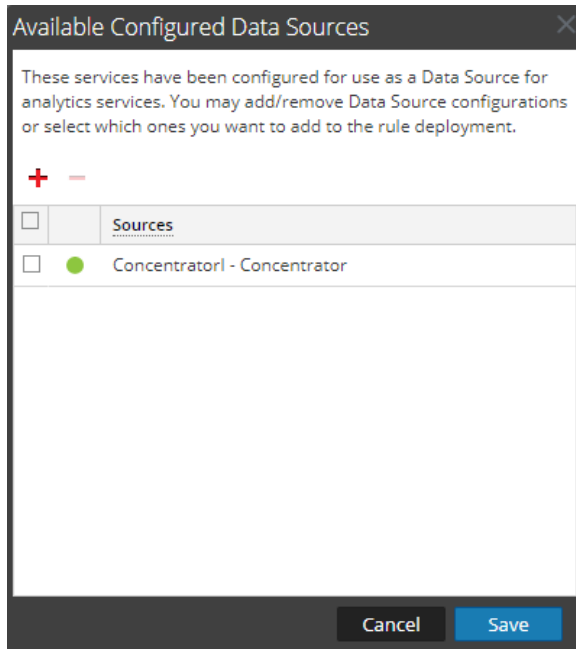 Available Configured Data Sources
These services have been configured for use as a Data Source for
analytics services. You may add/remove Data Source configurations
or select which ones you want to add to the rule deployment.
Sources
Concentratorl - Concentrator
Cancel
Save